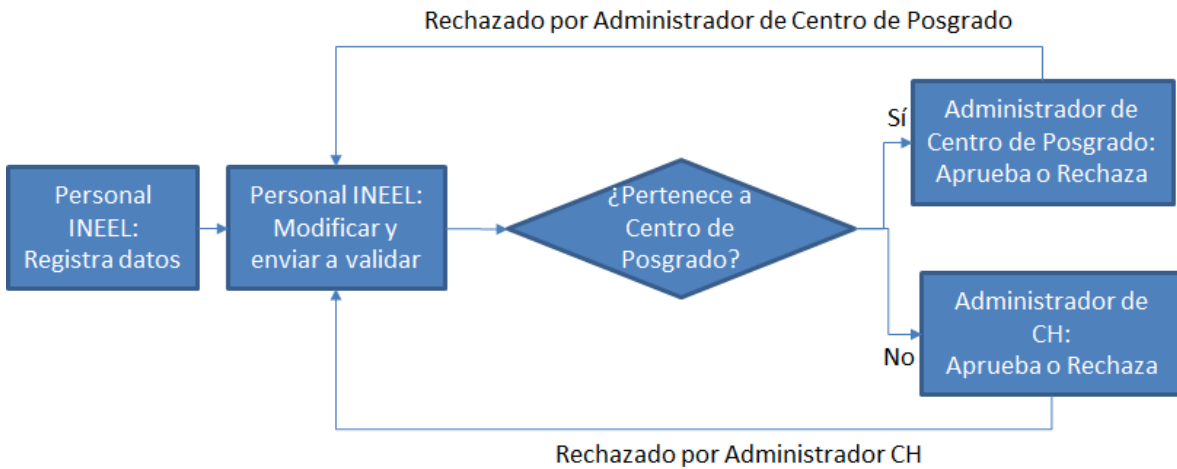 Rechazado por Administrador de Centro de Posgrado
Personal
INEEL:
Registra datos
Personal INEEL:
Modificar y
enviar a validar
¿Pertenece a
Centro de
Posgrado?
Sí
Administrador de
Centro de Posgrado:
Aprueba o Rechaza
No
Administrador de
CH:
Aprueba o Rechaza
Rechazado por Administrador CH